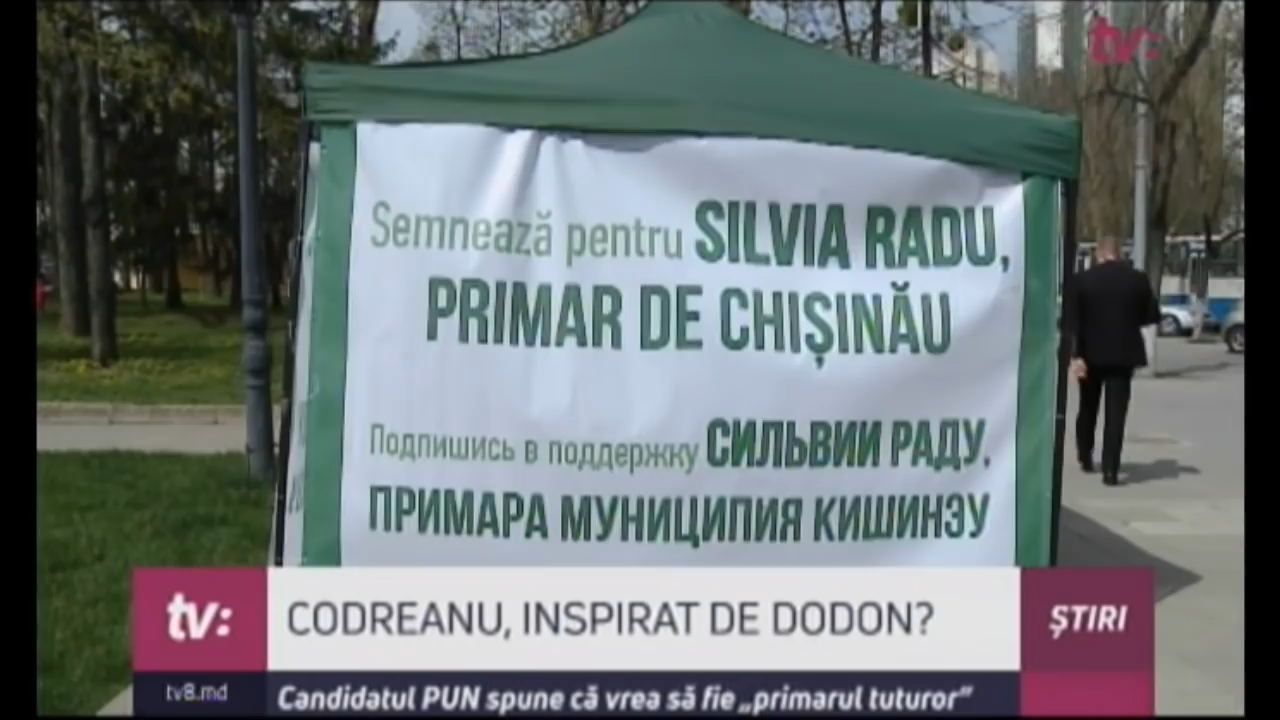 tv:
Semnează pentru SILVIA RADU,
PRIMAR DE CHIȘINĂU
Подпишись в поддержку СИЛЬВИИ РАДУ,
ПРИМАРА МУНИЦИПИЯ КИШИНЭУ
tv: CODREANU, INSPIRAT DE DODON? ȘTIRI
tv8.md Candidatul PUN spune că vrea să fie „primarul tuturor”